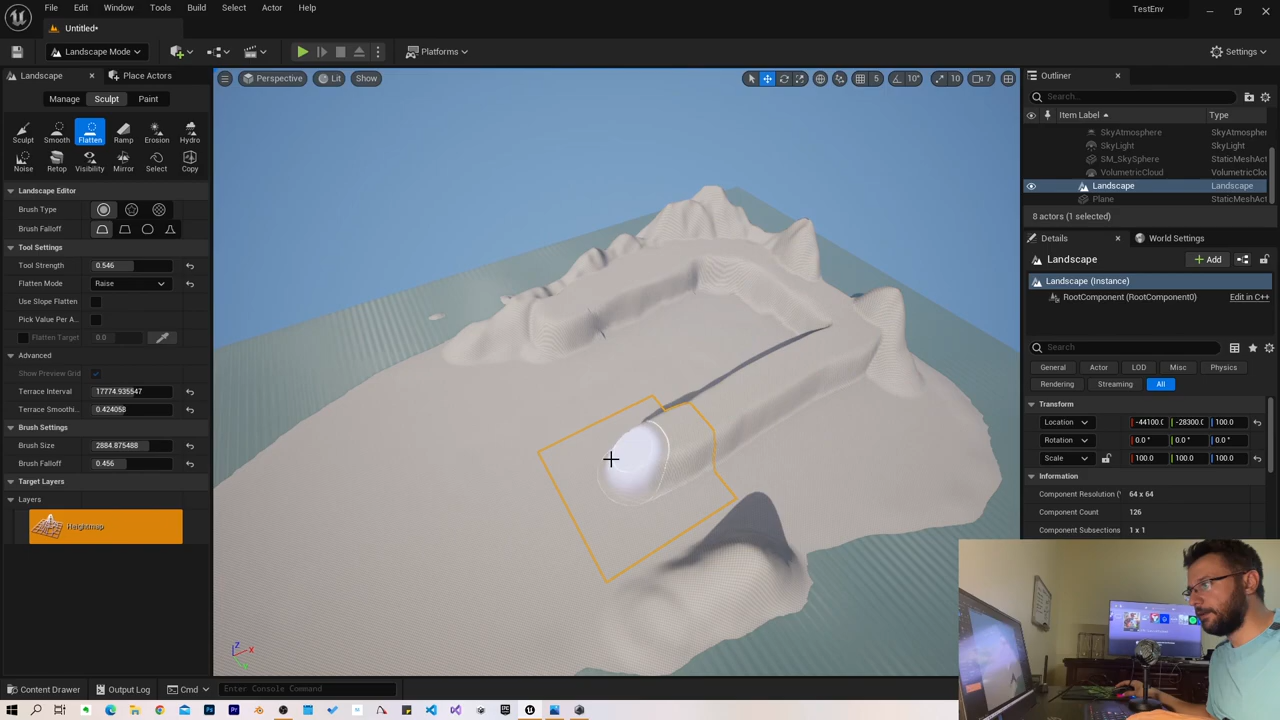 File Edit Window Tools Build Select Actor Help
TestEnv
Untitled*
Landscape Mode
Platforms
Settings
Landscape
Place Actors
Manage Sculpt Paint
Sculpt Smooth Flatten Ramp Erosion Hydro
Noise Retop Visibility Mirror Select Copy
Landscape Editor
Brush Type
Brush Falloff
Tool Settings
Tool Strength 0.546
Flatten Mode Raise
Use Slope Flatten
Pick Value Per A...
Flatten Target 0.0
Advanced
Show Preview Grid
Terrace Interval 17774.935547
Terrace Smoothi... 0.424058
Brush Settings
Brush Size 2884.875488
Brush Falloff 0.456
Target Layers
Layers
Heightmap
Perspective Lit Show
5 10° 10 7
Z X
Outliner
Search...
Item Label Type
SkyAtmosphere SkyAtmosphere
SkyLight SkyLight
SM_SkySphere StaticMeshAct
VolumetricCloud VolumetricClou
Landscape Landscape
Plane StaticMeshAct
8 actors (1 selected)
Details World Settings
Landscape Add
Landscape (Instance)
RootComponent (RootComponent0) Edit in C++
Search
General Actor LOD Misc Physics
Rendering Streaming All
Transform
Location -44100.0 -28300.0 100.0
Rotation 0.0 ° 0.0 ° 0.0 °
Scale 100.0 100.0 100.0
Information
Component Resolution (\ 64 x 64
Component Count 126
Component Subsections 1 x 1
Content Drawer Output Log Cmd Enter Console Command